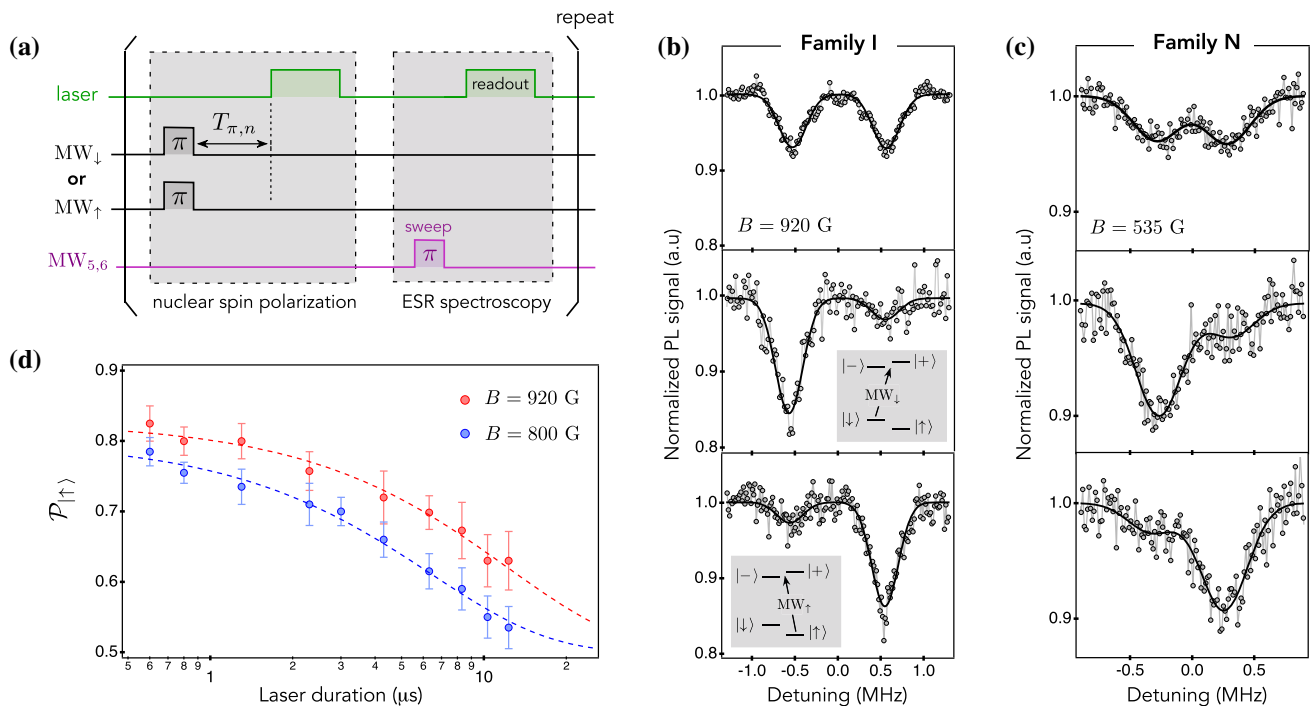 (a)
repeat
laser
readout
T_{π,n}
π
MW↓
or
π
MW↑
sweep
π
MW_{5,6}
nuclear spin polarization
ESR spectroscopy
(b)
Family I
Normalized PL signal (a.u)
1.0
0.9
0.8
B = 920 G
1.0
0.9
0.8
|−⟩
|+⟩
MW↓
|↓⟩
|↑⟩
1.0
0.9
0.8
|−⟩
|+⟩
MW↑
|↓⟩
|↑⟩
-1.0
-0.5
0.0
0.5
1.0
Detuning (MHz)
(c)
Family N
Normalized PL signal (a.u)
1.0
0.9
B = 535 G
1.0
0.9
1.0
0.9
-0.5
0.0
0.5
Detuning (MHz)
(d)
P_{|↑⟩}
0.9
0.8
0.7
0.6
0.5
B = 920 G
B = 800 G
5 6 8 9 1 2 3 4 5 6 7 8 9 10 2
Laser duration (μs)